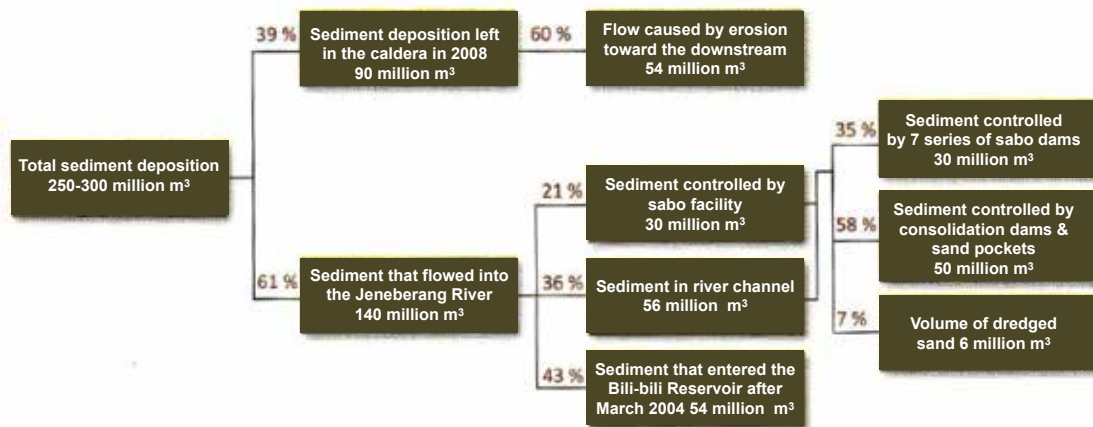 39 %
Sediment deposition left
in the caldera in 2008
90 million m³
60 %
Flow caused by erosion
toward the downstream
54 million m³
Total sediment deposition
250-300 million m³
61 %
Sediment that flowed into
the Jeneberang River
140 million m³
21 %
Sediment controlled by
sabo facility
30 million m³
36 %
Sediment in river channel
56 million m³
43 %
Sediment that entered the
Bili-bili Reservoir after
March 2004 54 million m³
35 %
Sediment controlled
by 7 series of sabo dams
30 million m³
58 %
Sediment controlled by
consolidation dams &
sand pockets
50 million m³
7 %
Volume of dredged
sand 6 million m³